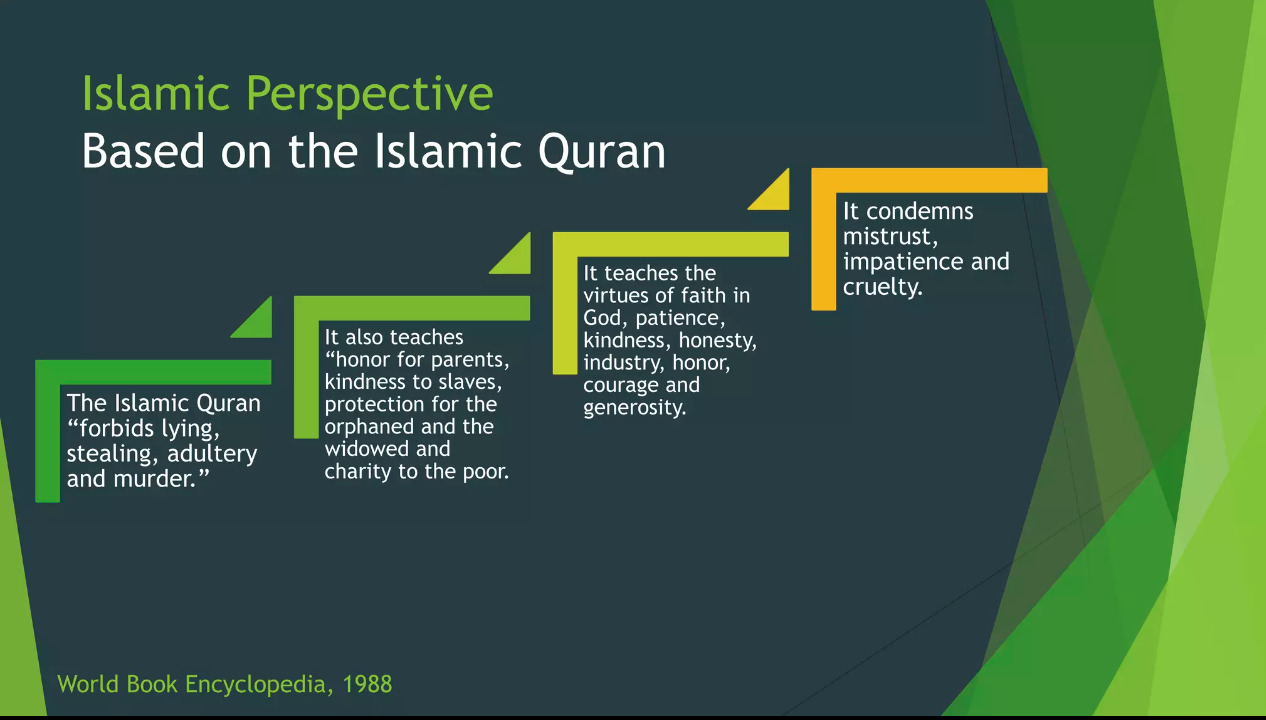 Islamic Perspective
Based on the Islamic Quran
The Islamic Quran
“forbids lying,
stealing, adultery
and murder.”
It also teaches
“honor for parents,
kindness to slaves,
protection for the
orphaned and the
widowed and
charity to the poor.
It teaches the
virtues of faith in
God, patience,
kindness, honesty,
industry, honor,
courage and
generosity.
It condemns
mistrust,
impatience and
cruelty.
World Book Encyclopedia, 1988